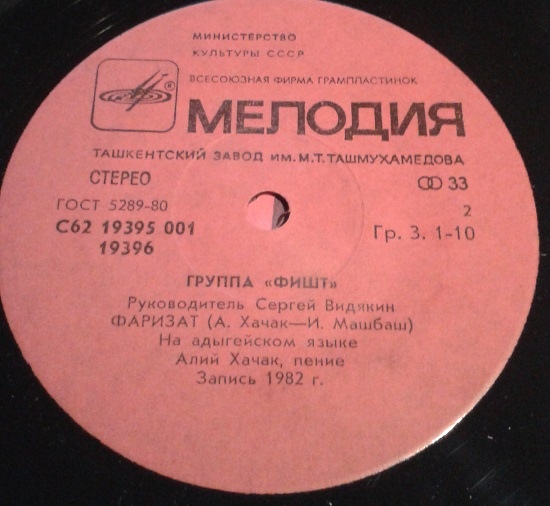 МИНИСТЕРСТВО
КУЛЬТУРЫ СССР
ВСЕСОЮЗНАЯ ФИРМА ГРАМПЛАСТИНОК
®
МЕЛОДИЯ
ТАШКЕНТСКИЙ ЗАВОД ИМ. М.Т. ТАШМУХАМЕДОВА
СТЕРЕО
33
ГОСТ 5289-80
2
С62 19395 001
Гр. 3. 1-10
19396
ГРУППА «ФИШТ»
Руководитель Сергей Видякин
ФАРИЗАТ (А. Хачак—И. Машбаш)
На адыгейском языке
Алий Хачак, пение
Запись 1982 г.